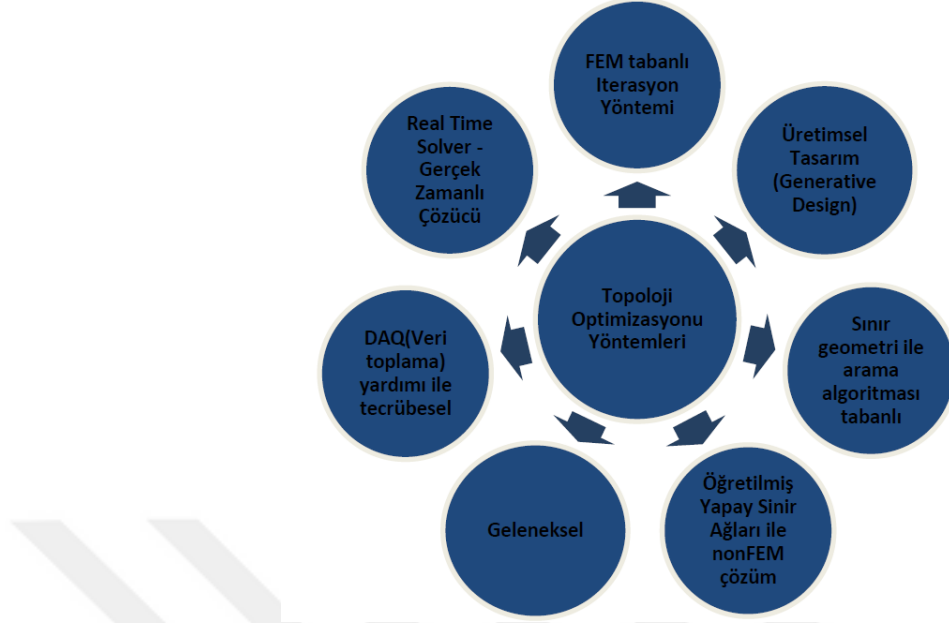 FEM tabanlı
Iterasyon
Yöntemi
Üretimsel
Tasarım
(Generative
Design)
Sınır
geometri ile
arama
algoritması
tabanlı
Öğretilmiş
Yapay Sinir
Ağları ile
nonFEM
çözüm
Geleneksel
DAQ(Veri
toplama)
yardımı ile
tecrübesel
Real Time
Solver -
Gerçek
Zamanlı
Çözücü
Topoloji
Optimizasyonu
Yöntemleri